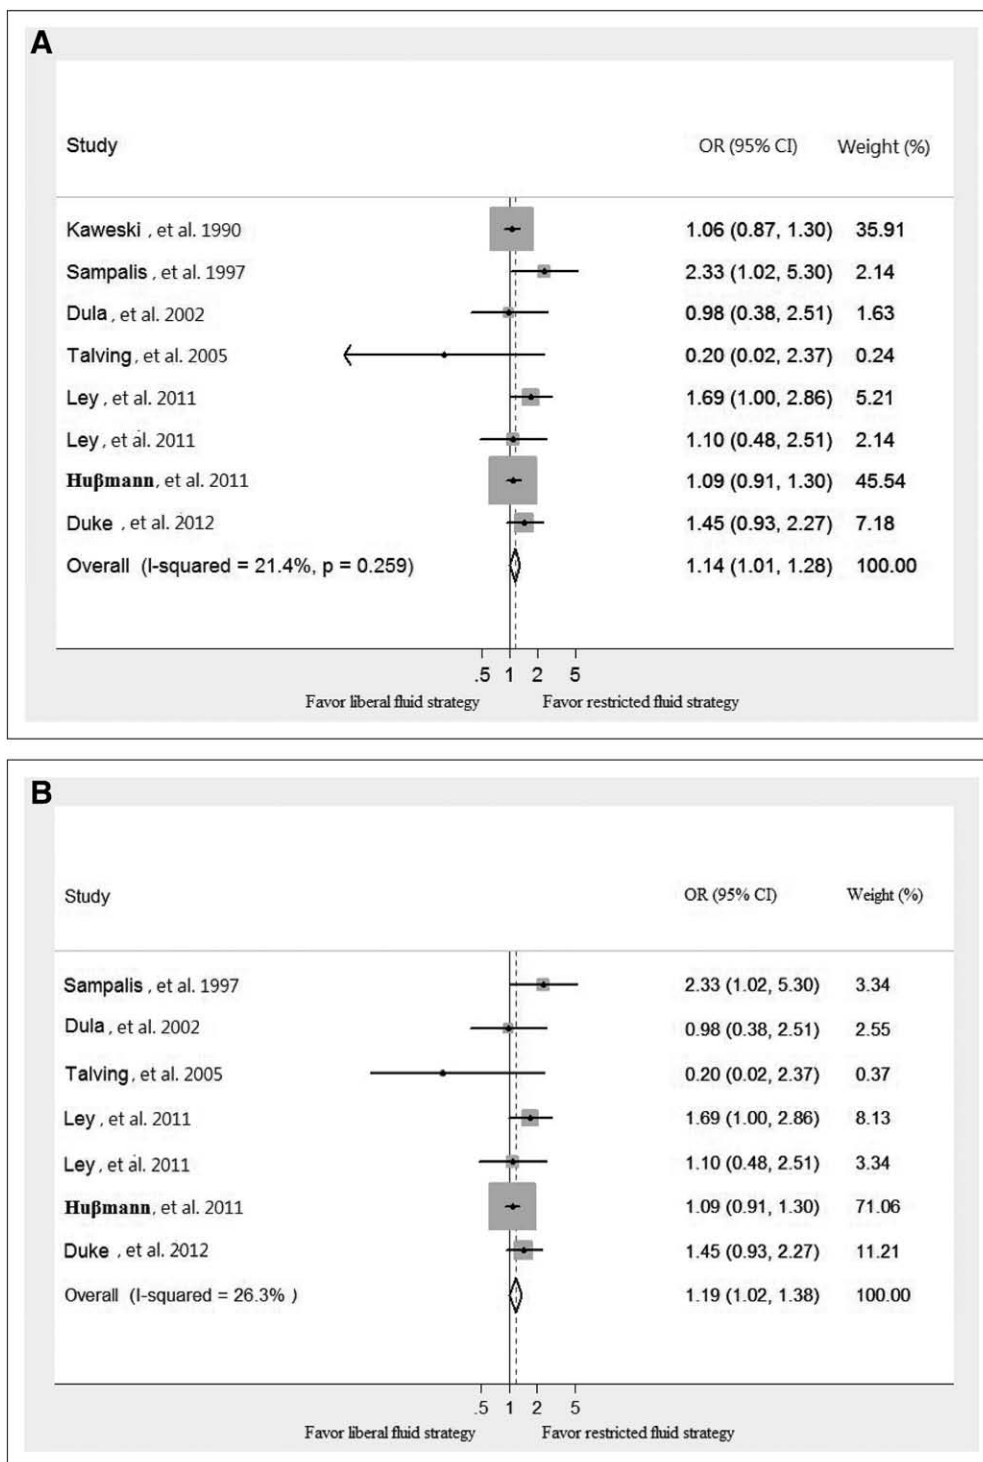 A
Study OR (95% CI) Weight (%)
Kaweski , et al. 1990 1.06 (0.87, 1.30) 35.91
Sampalis , et al. 1997 2.33 (1.02, 5.30) 2.14
Dula , et al. 2002 0.98 (0.38, 2.51) 1.63
Talving , et al. 2005 0.20 (0.02, 2.37) 0.24
Ley , et al. 2011 1.69 (1.00, 2.86) 5.21
Ley , et al. 2011 1.10 (0.48, 2.51) 2.14
Huβmann, et al. 2011 1.09 (0.91, 1.30) 45.54
Duke , et al. 2012 1.45 (0.93, 2.27) 7.18
Overall (I-squared = 21.4%, p = 0.259) 1.14 (1.01, 1.28) 100.00
.5 1 2 5
Favor liberal fluid strategy Favor restricted fluid strategy
B
Study OR (95% CI) Weight (%)
Sampalis , et al. 1997 2.33 (1.02, 5.30) 3.34
Dula , et al. 2002 0.98 (0.38, 2.51) 2.55
Talving , et al. 2005 0.20 (0.02, 2.37) 0.37
Ley , et al. 2011 1.69 (1.00, 2.86) 8.13
Ley , et al. 2011 1.10 (0.48, 2.51) 3.34
Huβmann, et al. 2011 1.09 (0.91, 1.30) 71.06
Duke , et al. 2012 1.45 (0.93, 2.27) 11.21
Overall (I-squared = 26.3% ) 1.19 (1.02, 1.38) 100.00
.5 1 2 5
Favor liberal fluid strategy Favor restricted fluid strategy